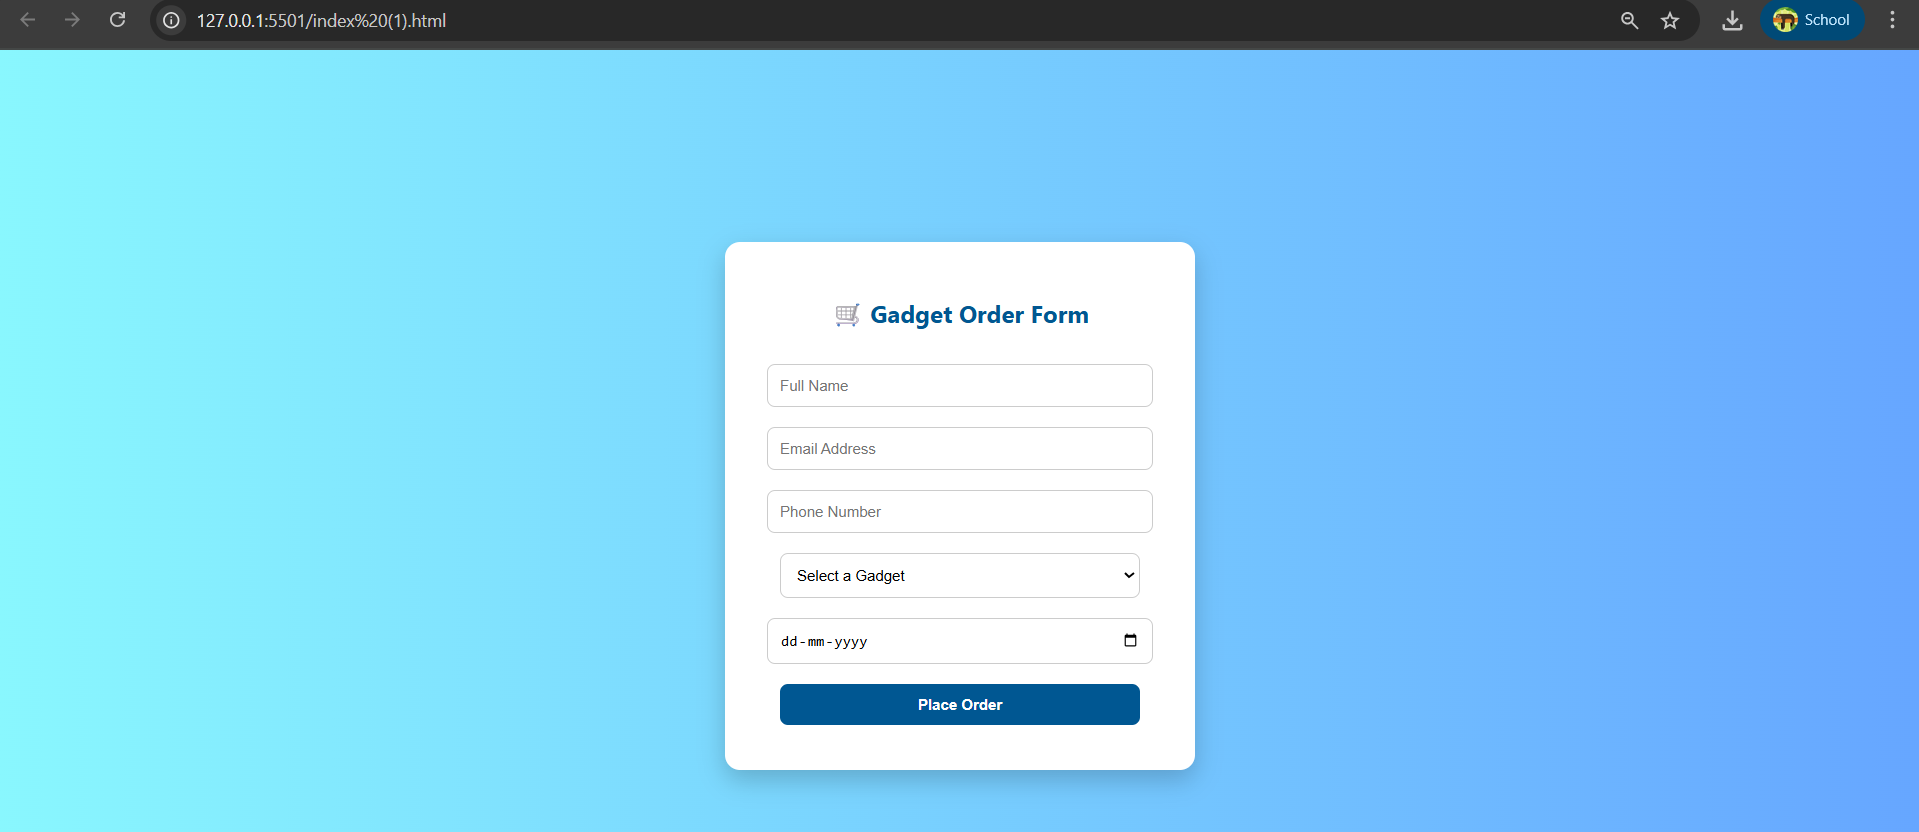 127.0.0.1:5501/index%20(1).html
School
🛒 Gadget Order Form
Full Name
Email Address
Phone Number
Select a Gadget
dd-mm-yyyy
Place Order